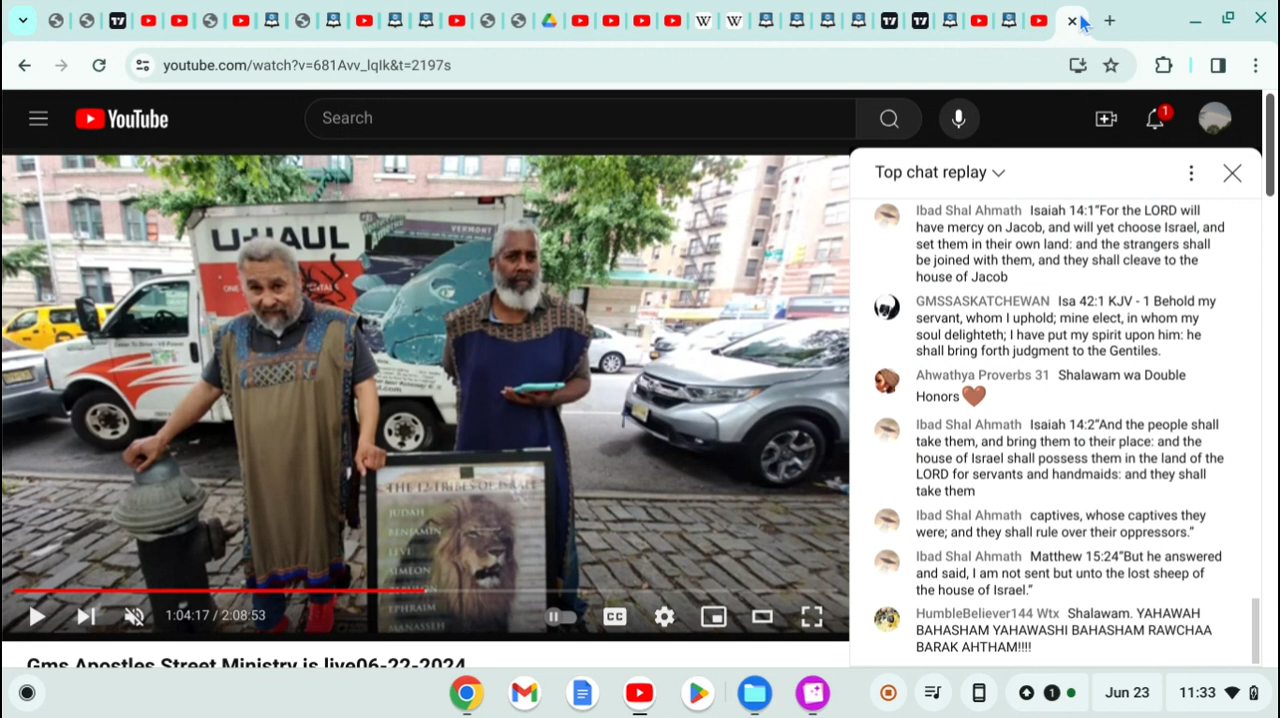 youtube.com/watch?v=681Avv_lqIk&t=2197s
YouTube
Search
1
Top chat replay
Ibad Shal Ahmath Isaiah 14:1“For the LORD will
have mercy on Jacob, and will yet choose Israel, and
set them in their own land: and the strangers shall
be joined with them, and they shall cleave to the
house of Jacob
GMSSASKATCHEWAN Isa 42:1 KJV - 1 Behold my
servant, whom I uphold; mine elect, in whom my
soul delighteth; I have put my spirit upon him: he
shall bring forth judgment to the Gentiles.
Ahwathya Proverbs 31 Shalawam wa Double
Honors
Ibad Shal Ahmath Isaiah 14:2“And the people shall
take them, and bring them to their place: and the
house of Israel shall possess them in the land of the
LORD for servants and handmaids: and they shall
take them
Ibad Shal Ahmath captives, whose captives they
were; and they shall rule over their oppressors.”
Ibad Shal Ahmath Matthew 15:24“But he answered
and said, I am not sent but unto the lost sheep of
the house of Israel.”
HumbleBeliever144 Wtx Shalawam. YAHAWAH
BAHASHAM YAHAWASHI BAHASHAM RAWCHAA
BARAK AHTHAM!!!!
U-HAUL
VERMONT
THE 12 TRIBES OF ISRAEL
JUDAH
BENJAMIN
LEVI
SIMEON
ZEBULON
EPHRAIM
MANASSEH
1:04:17 / 2:08:53
CC
Gms Apostles Street Ministry is live06-22-2024
1
Jun 23
11:33